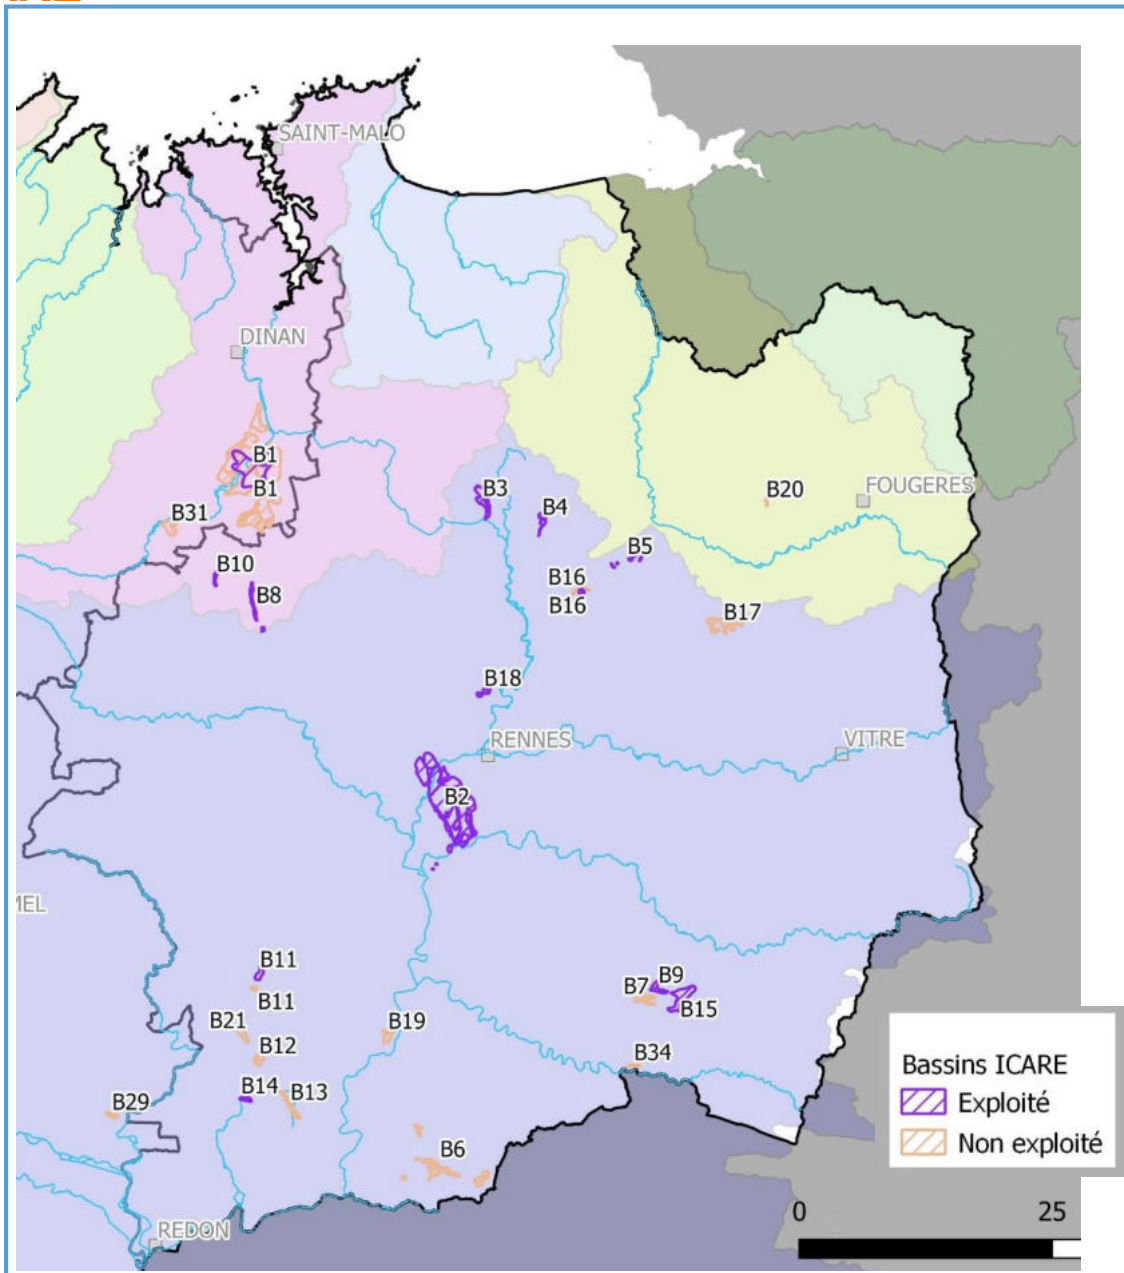 SAINT-MALO
DINAN
B1
B1
B3
B20
FOUGERES
B31
B4
B5
B10
B16
B8
B16
B17
B18
RENNES
VITRE
B2
MEL
B11
B9
B7
B11
B15
B21
B19
B12
B34
B14
B13
B29
B6
REDON
Bassins ICARE
Exploité
Non exploité
0 25